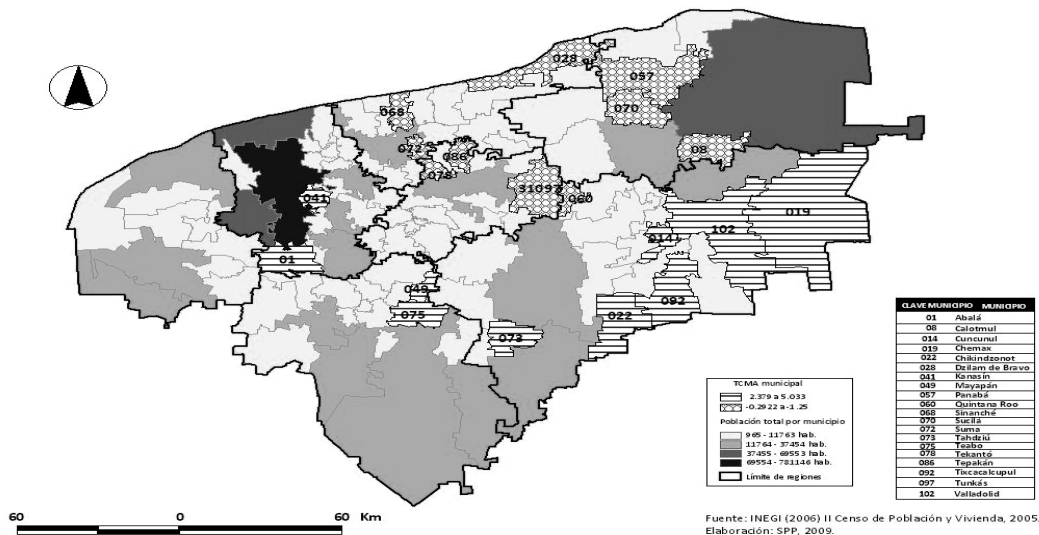 028
057
068
070
072
086
08
078
31097
060
041
019
102
014
01
049
092
075
022
073
CLAVE MUNICIPIO MUNICIPIO
01 Abalá
08 Calotmul
014 Cuncunul
019 Chemax
022 Chikindzonot
028 Dzilam de Bravo
041 Kanasín
049 Mayapán
057 Panabá
060 Quintana Roo
068 Sinanché
070 Sucilá
072 Suma
073 Tahdziú
075 Teabo
078 Tekantó
086 Tepakán
092 Tixcacalcupul
097 Tunkás
102 Valladolid
TCMA municipal
2.379 a 5.033
-0.2922 a -1.25
Población total por municipio
965 - 11763 hab.
11764 - 37454 hab.
37455 - 69553 hab.
69554 - 781146 hab.
Límite de regiones
60 0 60 Km
Fuente: INEGI (2006) II Censo de Población y Vivienda, 2005.
Elaboración: SPP, 2009.